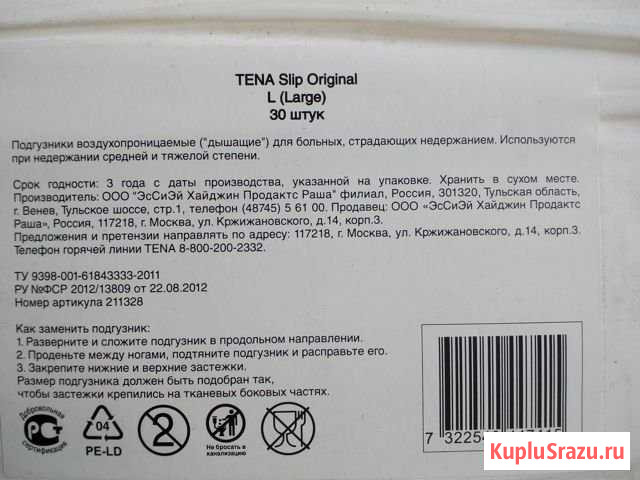 TENA Slip Original
L (Large)
30 штук
Подгузники воздухопроницаемые ("дышащие") для больных, страдающих недержанием. Используются
при недержании средней и тяжелой степени.
Срок годности: 3 года с даты производства, указанной на упаковке. Хранить в сухом месте.
Производитель: ООО "ЭсСиЭй Хайджин Продактс Раша" филиал, Россия, 301320, Тульская область,
г. Венев, Тульское шоссе, стр.1, телефон (48745) 5 61 00. Продавец: ООО «ЭсСиЭй Хайджин Продактс
Раша», Россия, 117218, г. Москва, ул. Кржижановского, д.14, корп.3.
Предложения и претензии направлять по адресу: 117218, г. Москва, ул. Кржижановского, д.14, корп.3.
Телефон горячей линии TENA 8-800-200-2332.
ТУ 9398-001-61843333-2011
РУ №ФСР 2012/13809 от 22.08.2012
Номер артикула 211328
Как заменить подгузник:
1. Разверните и сложите подгузник в продольном направлении.
2. Проденьте между ногами, подтяните подгузник и расправьте его.
3. Закрепите нижние и верхние застежки.
Размер подгузника должен быть подобран так,
чтобы застежки крепились на тканевых боковых частях.
Добровольная
сертификация
04
PE-LD
2
Не бросать в
канализацию
7 3225
KupluSrazu.ru